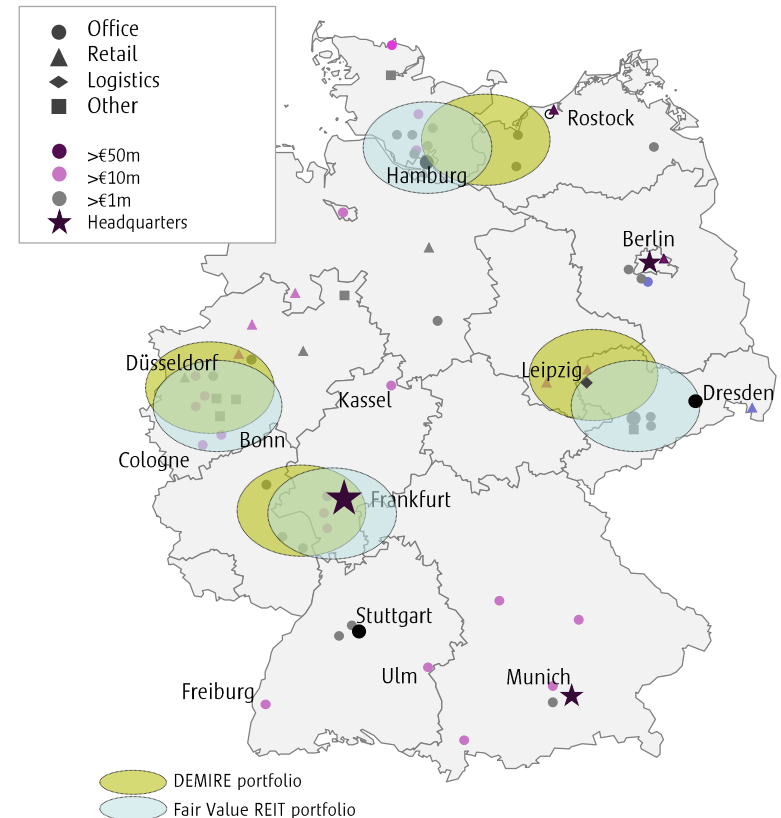 Office
Retail
Logistics
Other
>€50m
>€10m
>€1m
Headquarters
Rostock
Hamburg
Berlin
Düsseldorf
Leipzig
Kassel
Dresden
Bonn
Cologne
Frankfurt
Stuttgart
Ulm
Munich
Freiburg
DEMIRE portfolio
Fair Value REIT portfolio